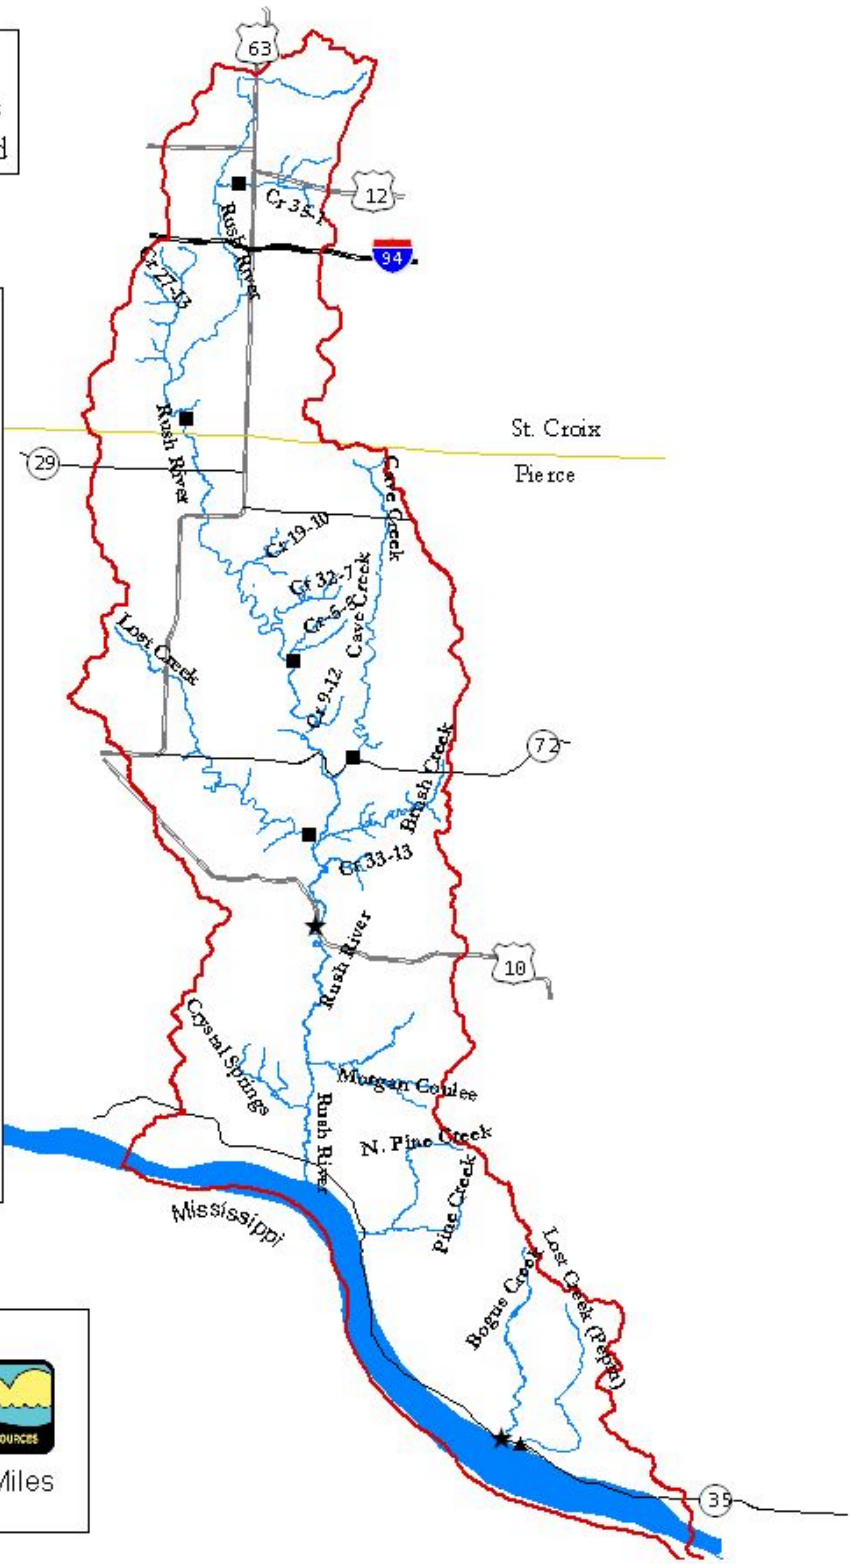 63
12
Cr 35-1
Rush River
94
Cr 27-13
Rush River
St. Croix
Pierce
29
Cave Creek
Cr 19-10
Cr 32-7
Cave Creek
Lost Creek
Cr 9-12
72
Brush Creek
Cr 33-13
Rush River
10
Crystal Springs
Morgan Coulee
Rush River
N. Pine Creek
Pine Creek
Mississippi
Lost Creek (Pepin)
Bogus Creek
OURCES
Miles
35